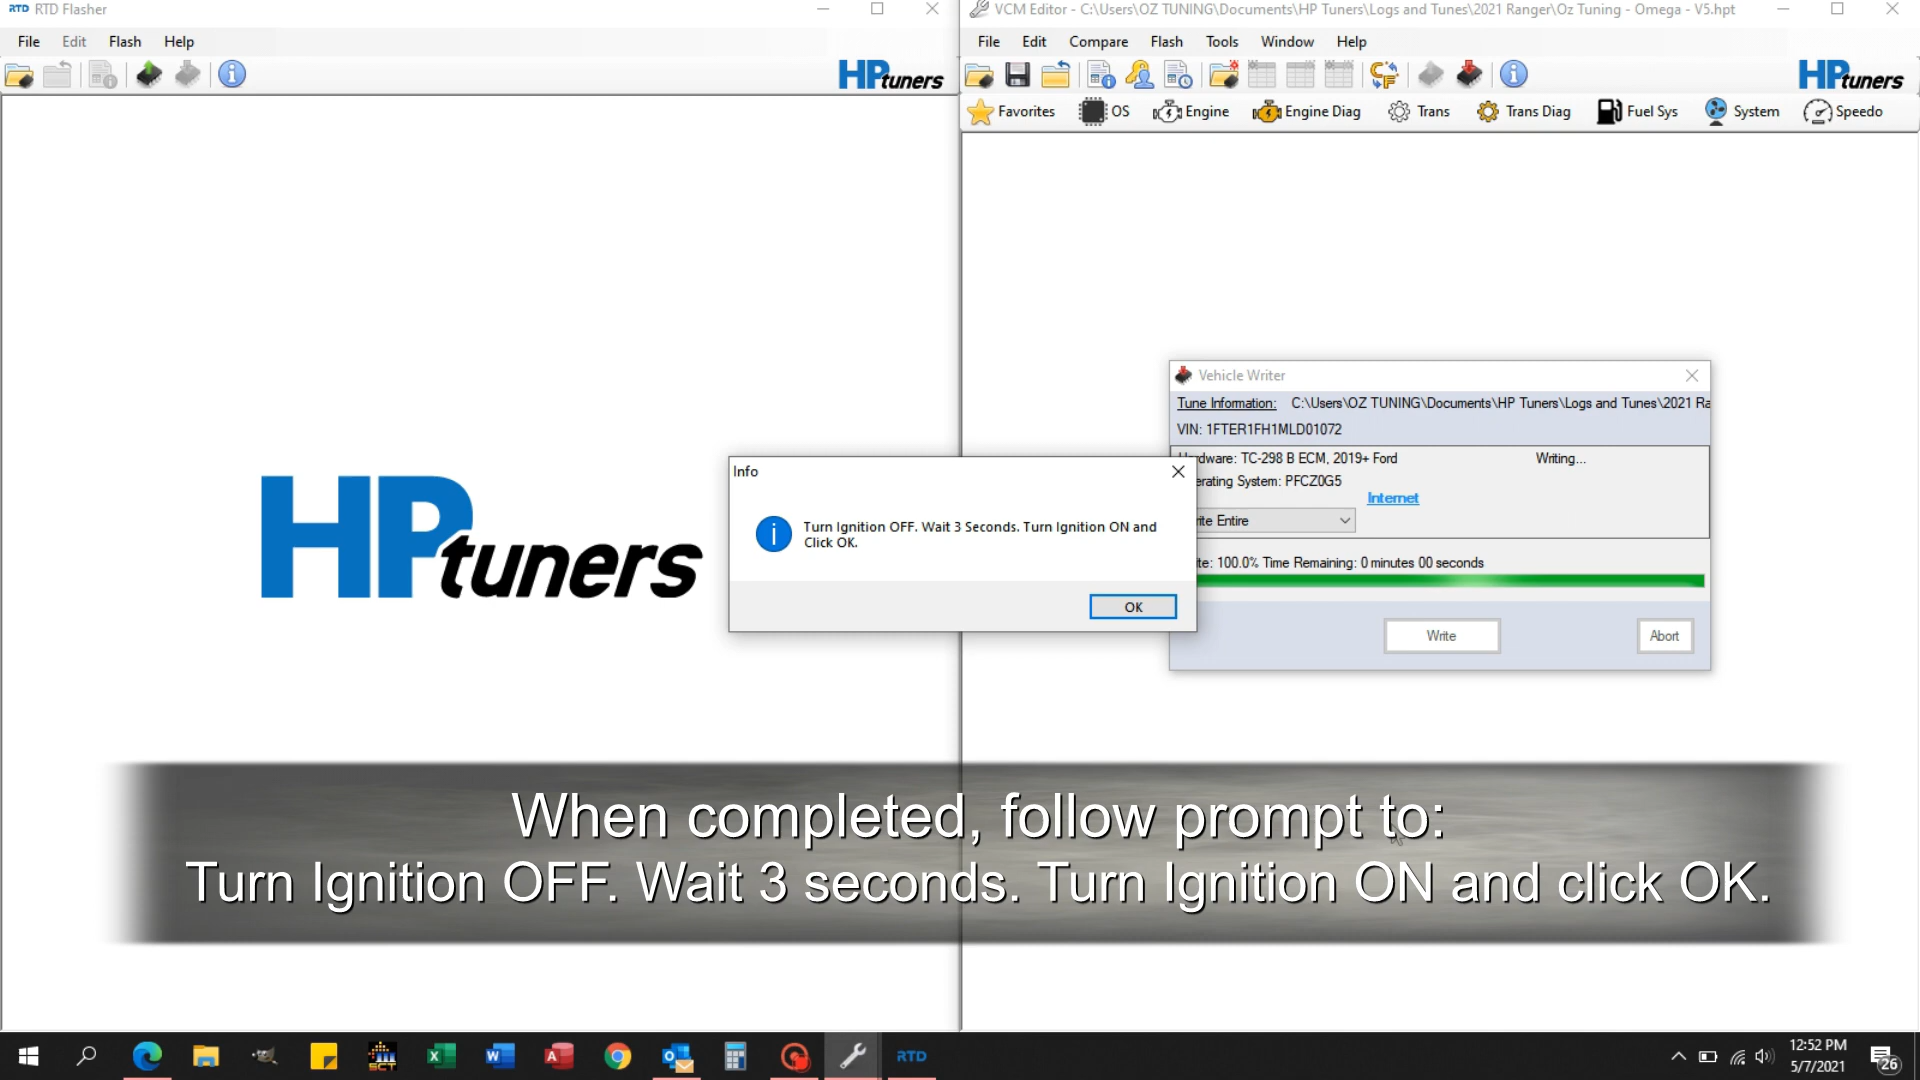 RTD RTD Flasher
File Edit Flash Help
HPtuners
VCM Editor - C:\Users\OZ TUNING\Documents\HP Tuners\Logs and Tunes\2021 Ranger\Oz Tuning - Omega - V5.hpt
File Edit Compare Flash Tools Window Help
HPtuners
Favorites OS Engine Engine Diag Trans Trans Diag Fuel Sys System Speedo
HPtuners
Vehicle Writer
Tune Information: C:\Users\OZ TUNING\Documents\HP Tuners\Logs and Tunes\2021 Ra
VIN: 1FTER1FH1MLD01072
TC-298 B ECM, 2019+ Ford Writing...
System: PFCZ0G5
Internet
Entire
100.0% Time Remaining: 0 minutes 00 seconds
Write Abort
Info
Turn Ignition OFF. Wait 3 Seconds. Turn Ignition ON and
Click OK.
OK
When completed, follow prompt to:
Turn Ignition OFF. Wait 3 seconds. Turn Ignition ON and click OK.
SCT
RTD
12:52 PM
5/7/2021
26